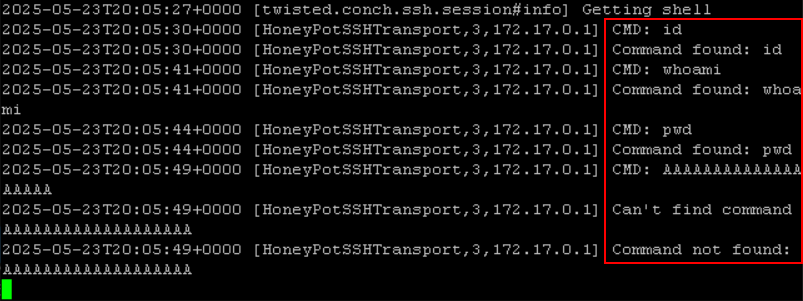 2025-05-23T20:05:27+0000 [twisted.conch.ssh.session#info] Getting shell
2025-05-23T20:05:30+0000 [HoneyPotSSHTransport,3,172.17.0.1] CMD: id
2025-05-23T20:05:30+0000 [HoneyPotSSHTransport,3,172.17.0.1] Command found: id
2025-05-23T20:05:41+0000 [HoneyPotSSHTransport,3,172.17.0.1] CMD: whoami
2025-05-23T20:05:41+0000 [HoneyPotSSHTransport,3,172.17.0.1] Command found: whoa
mi
2025-05-23T20:05:44+0000 [HoneyPotSSHTransport,3,172.17.0.1] CMD: pwd
2025-05-23T20:05:44+0000 [HoneyPotSSHTransport,3,172.17.0.1] Command found: pwd
2025-05-23T20:05:49+0000 [HoneyPotSSHTransport,3,172.17.0.1] CMD: AAAAAAAAAAAAAA
AAAAA
2025-05-23T20:05:49+0000 [HoneyPotSSHTransport,3,172.17.0.1] Can't find command
AAAAAAAAAAAAAAAAAAA
2025-05-23T20:05:49+0000 [HoneyPotSSHTransport,3,172.17.0.1] Command not found:
AAAAAAAAAAAAAAAAAAA